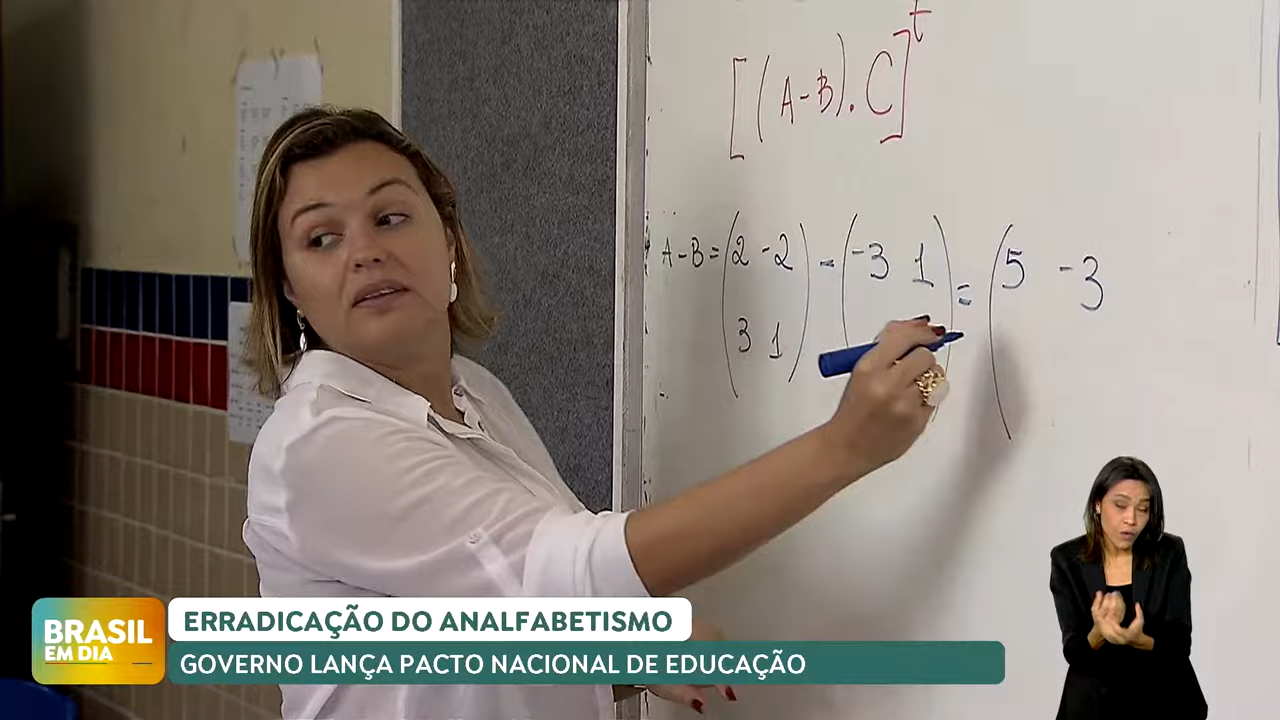 [(A-B).C]^t
A-B = (2 -2 - (-3 1 = (5 -3
3 1)
BRASIL
EM DIA
ERRADICAÇÃO DO ANALFABETISMO
GOVERNO LANÇA PACTO NACIONAL DE EDUCAÇÃO